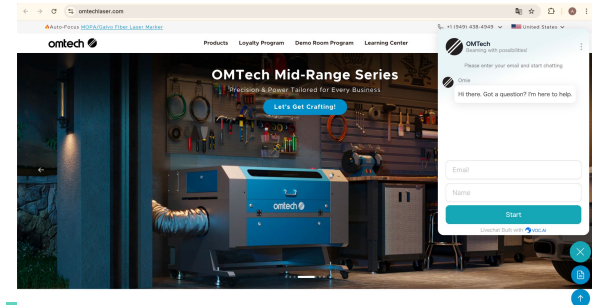 omtechlaser.com
🔥Auto-Focus MOPA/Galvo Fiber Laser Marker
+1 (949) 438-4949
United States
omtech
Products Loyalty Program Demo Room Program Learning Center
OMTech Mid-Range Series
Precision & Power Tailored for Every Business
Let's Get Crafting!
omtech
OMTech
Beaming with possibilities!
Please enter your email and start chatting
Omie
Hi there. Got a question? I'm here to help.
Email
Name
Start
Livechat Built with VOC.AI